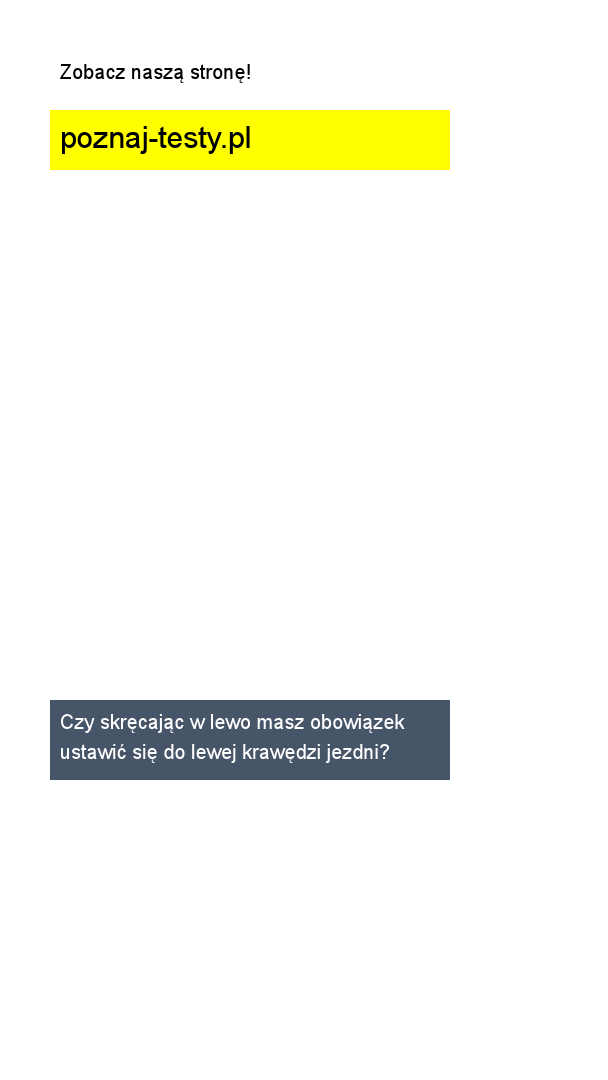 Zobacz naszą stronę!
poznaj-testy.pl
Czy skręcając w lewo masz obowiązek
ustawić się do lewej krawędzi jezdni?